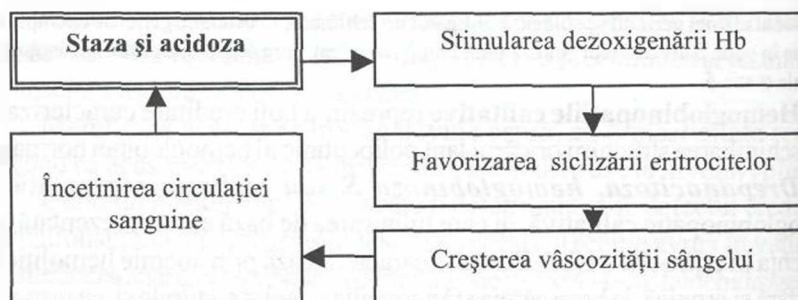 Staza și acidoza
Stimularea dezoxigenării Hb
Favorizarea siclizării eritrocitelor
Încetinirea circulației
sanguine
Creșterea vâscozității sângelui